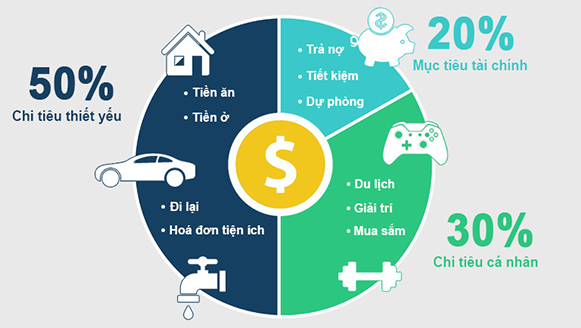 50%
Chi tiêu thiết yếu
• Tiền ăn
• Tiền ở
• Đi lại
• Hoá đơn tiện ích
$
• Trả nợ
• Tiết kiệm
• Dự phòng
20%
Mục tiêu tài chính
• Du lịch
• Giải trí
• Mua sắm
30%
Chi tiêu cá nhân